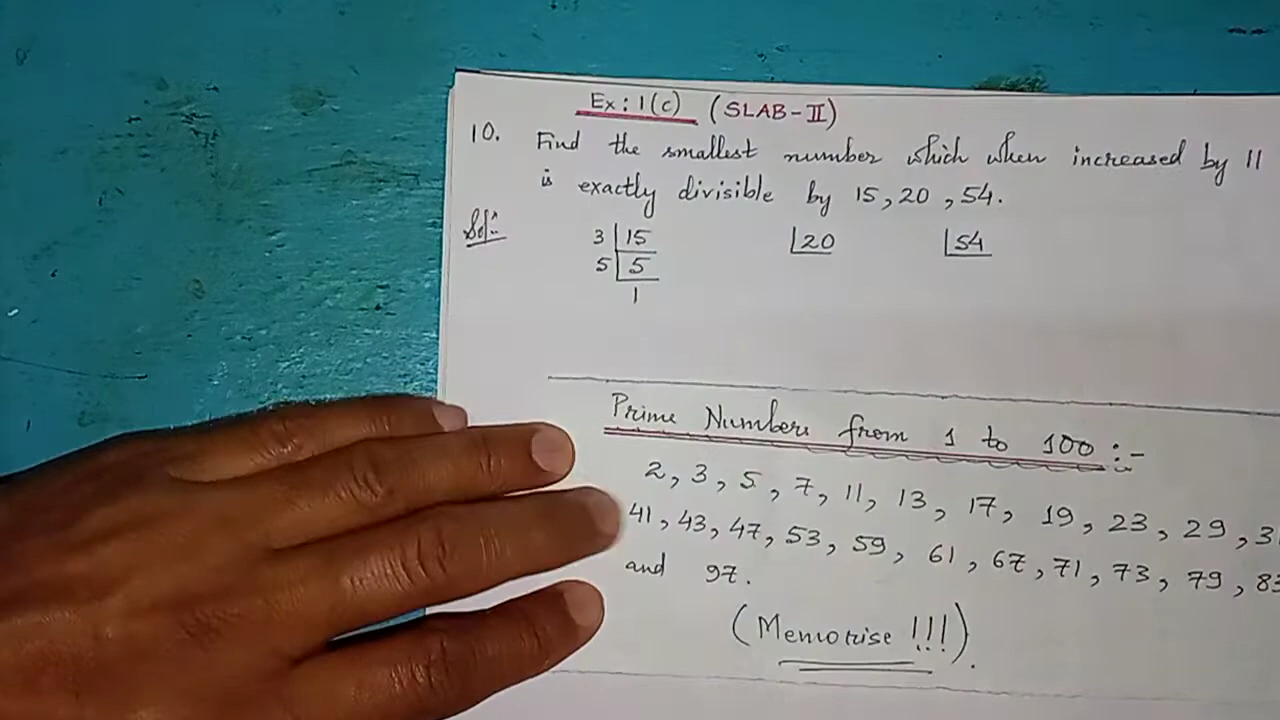 Ex: 1(c) (SLAB-II)
10. Find the smallest number which when increased by 11
is exactly divisible by 15, 20, 54.
Sol^n:
3 | 15 |20 |54
5 | 5
1
Prime Numbers from 1 to 100 :-
2, 3, 5, 7, 11, 13, 17, 19, 23, 29, 3
41, 43, 47, 53, 59, 61, 67, 71, 73, 79, 83
and 97.
(Memorise !!!).